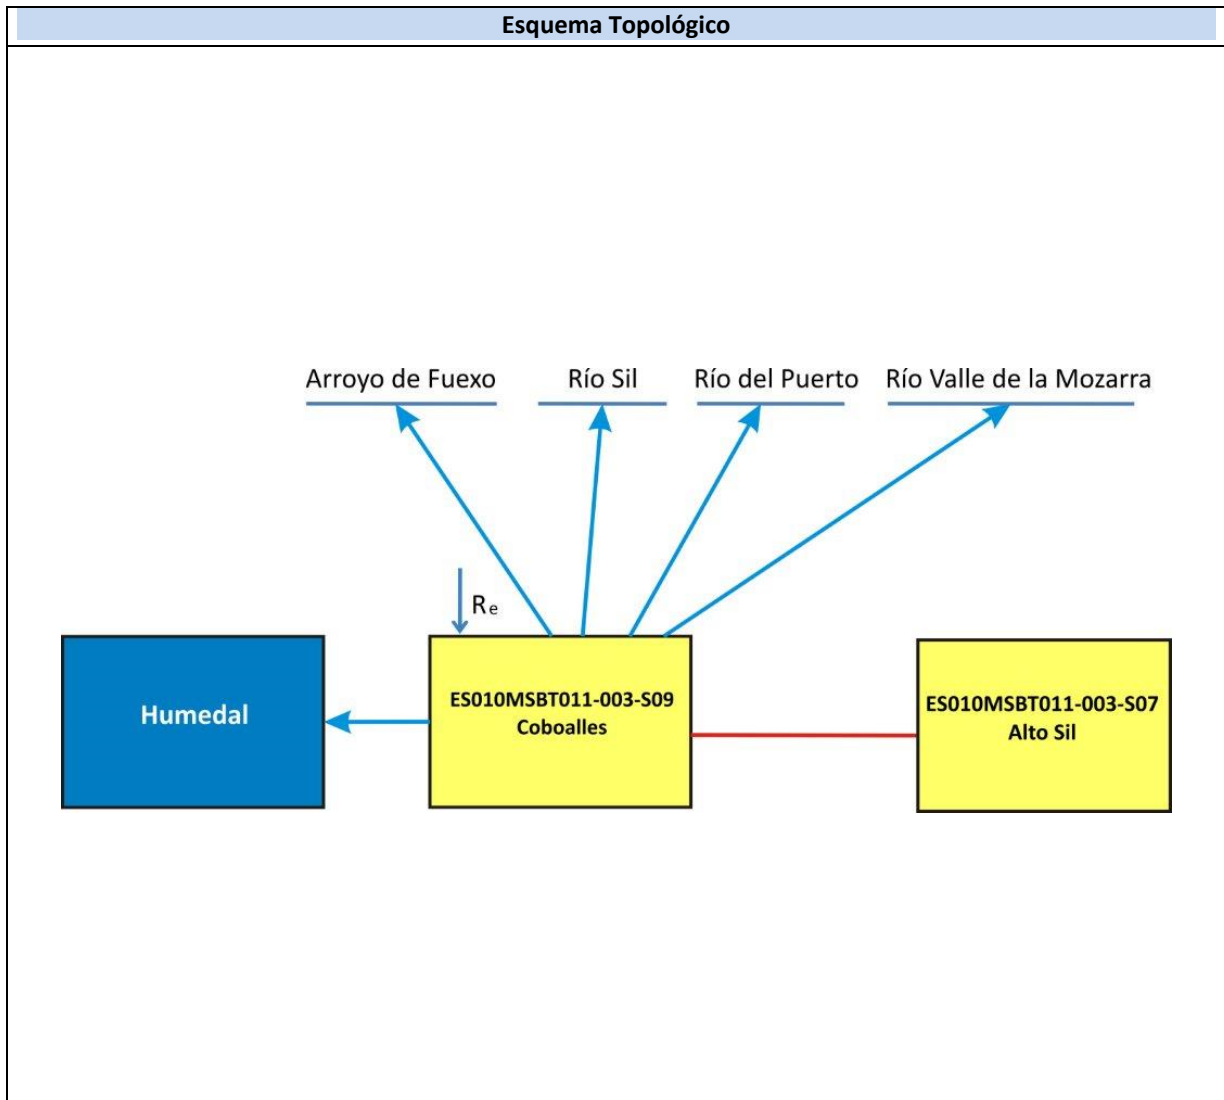 Esquema Topológico
Arroyo de Fuexo
Río Sil
Río del Puerto
Río Valle de la Mozarra
Re
Humedal
ES010MSBT011-003-S09
Coboalles
ES010MSBT011-003-S07
Alto Sil